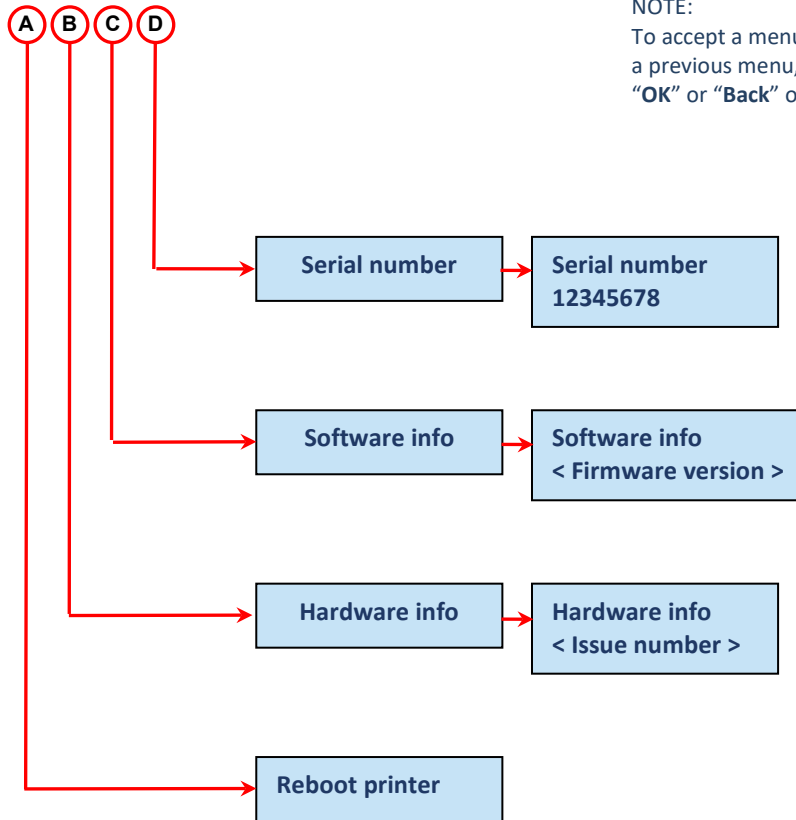 A B C D
NOTE:
To accept a menu
a previous menu,
“OK” or “Back” o
Serial number
Serial number
12345678
Software info
Software info
< Firmware version >
Hardware info
Hardware info
< Issue number >
Reboot printer